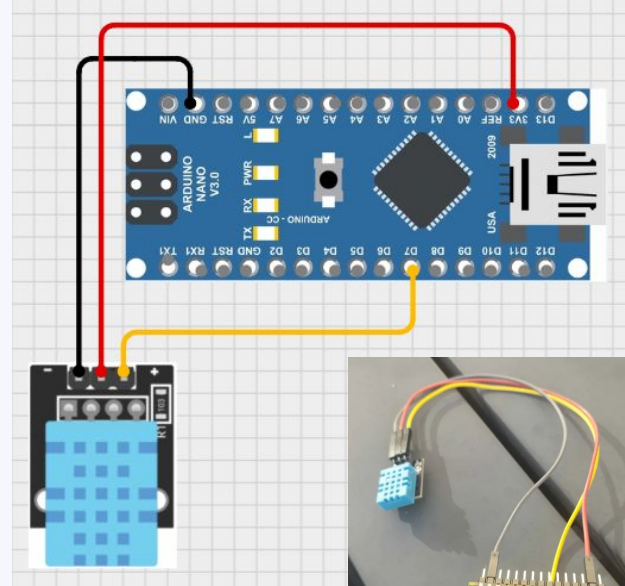 VIN GND RST 5V A7 A6 A5 A4 A3 A2 A1 A0 REF 3V3 D13
L
PWR
RX
TX
ARDUINO
NANO
V3.0
ARDUINO - CC
2009
USA
TX1 RX1 RST GND D2 D3 D4 D5 D6 D7 D8 D9 D10 D11 D12
- +
103
R1